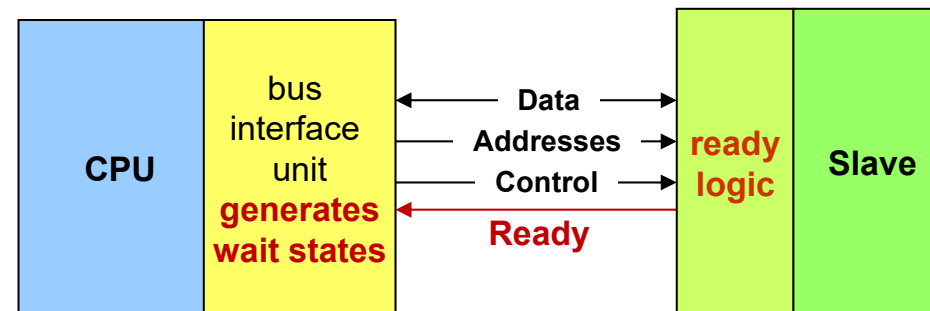 CPU
bus
interface
unit
generates
wait states
Data
Addresses
Control
Ready
ready
logic
Slave